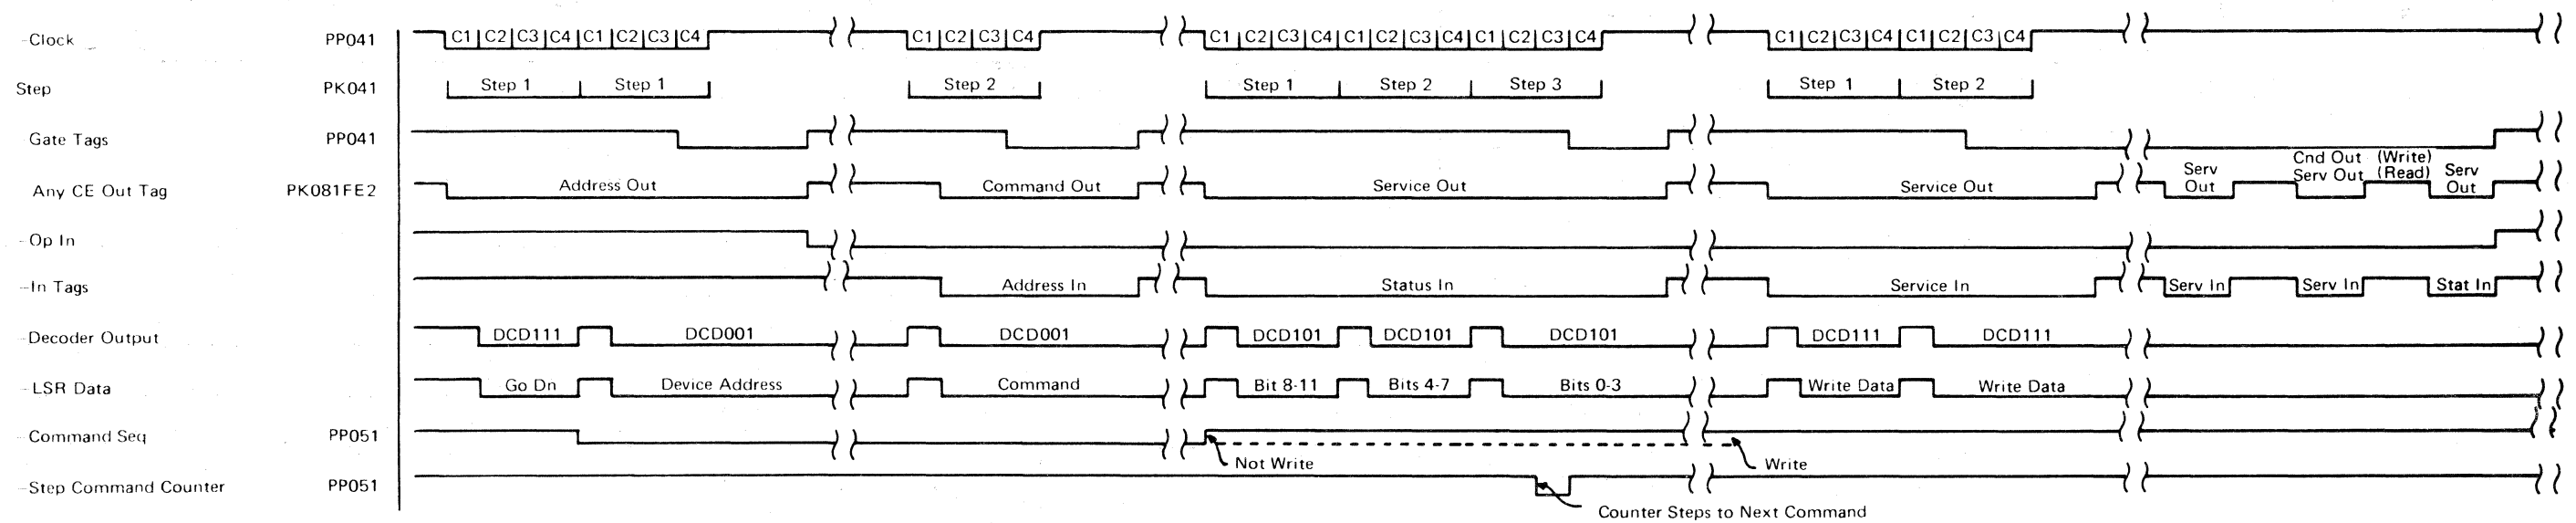 -Clock PP041 C1 C2 C3 C4 C1 C2 C3 C4 C1 C2 C3 C4 C1 C2 C3 C4 C1 C2 C3 C4 C1 C2 C3 C4 C1 C2 C3 C4 C1 C2 C3 C4
Step PK041 Step 1 Step 1 Step 2 Step 1 Step 2 Step 3 Step 1 Step 2
Gate Tags PP041
Any CE Out Tag PK081FE2 Address Out Command Out Service Out Service Out Serv Out Cnd Out (Write) Serv Out (Read) Serv Out
-Op In
-In Tags Address In Status In Service In Serv In Serv In Stat In
-Decoder Output DCD111 DCD001 DCD001 DCD101 DCD101 DCD101 DCD111 DCD111
-LSR Data Go Dn Device Address Command Bit 8-11 Bits 4-7 Bits 0-3 Write Data Write Data
-Command Seq PP051
Not Write Write
-Step Command Counter PP051
Counter Steps to Next Command